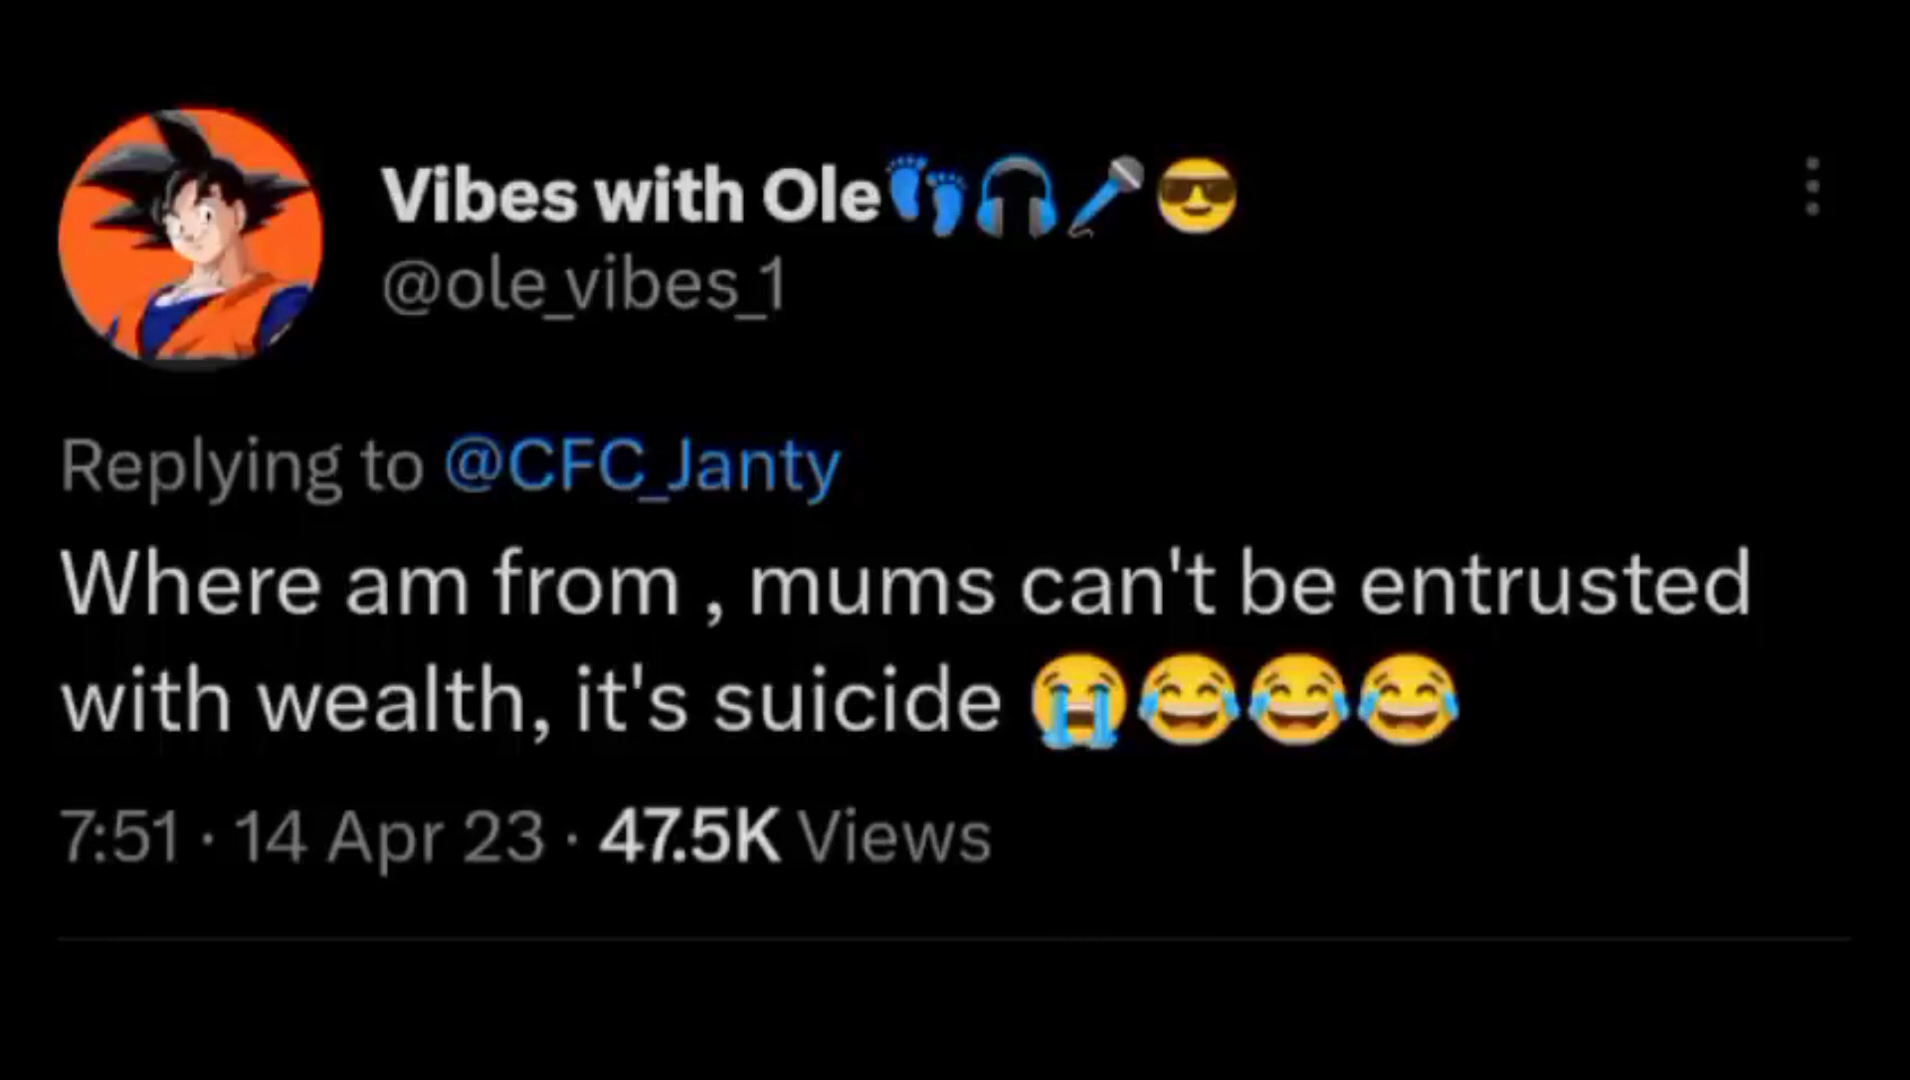 Vibes with Ole👣🎧🎤😎
@ole_vibes_1
Replying to @CFC_Janty
Where am from , mums can't be entrusted
with wealth, it's suicide 😭😂😂😂
7:51 · 14 Apr 23 · 47.5K Views